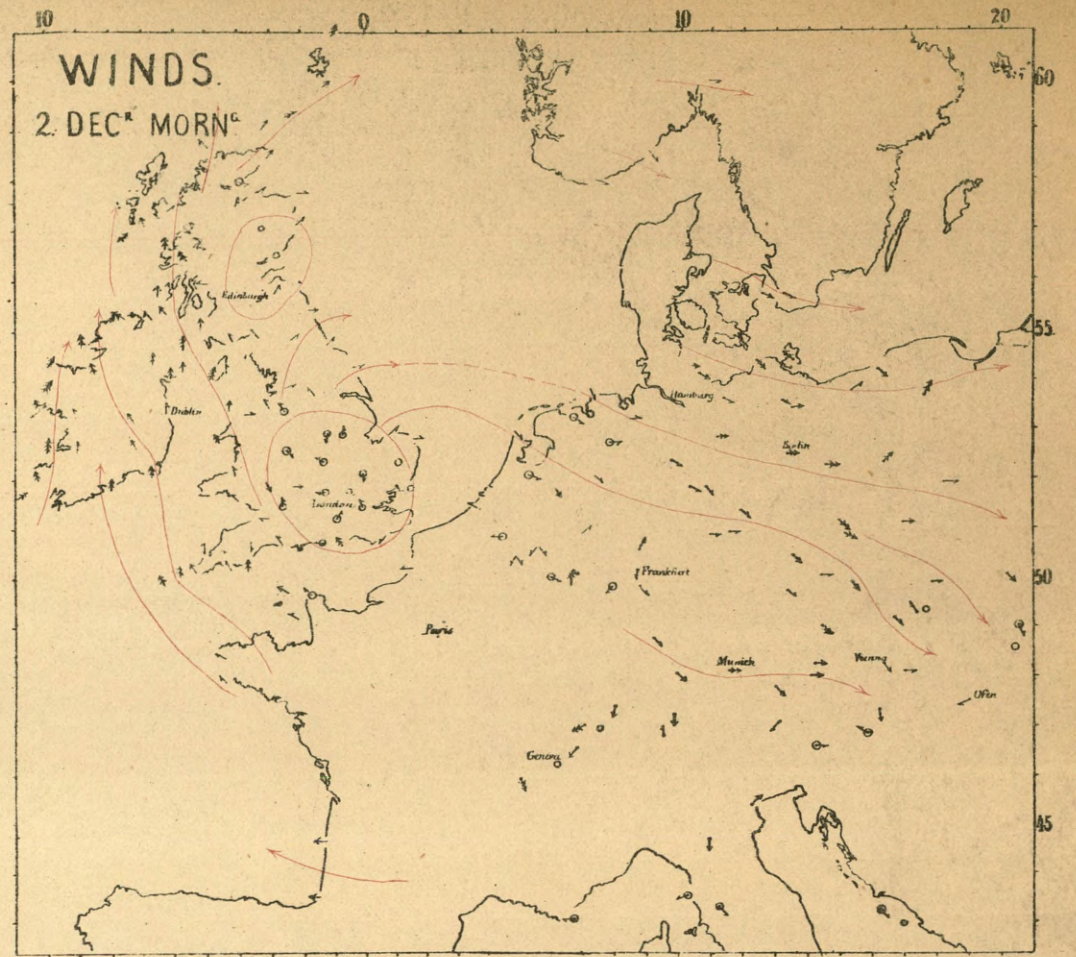 10 0 10 20
WINDS.
60
2. DECR MORNG
Edinburgh
55
Dublin
Hamburg
Berlin
London
50
Frankfurt
Paris
Munich
Vienna
Ofen
Geneva
45